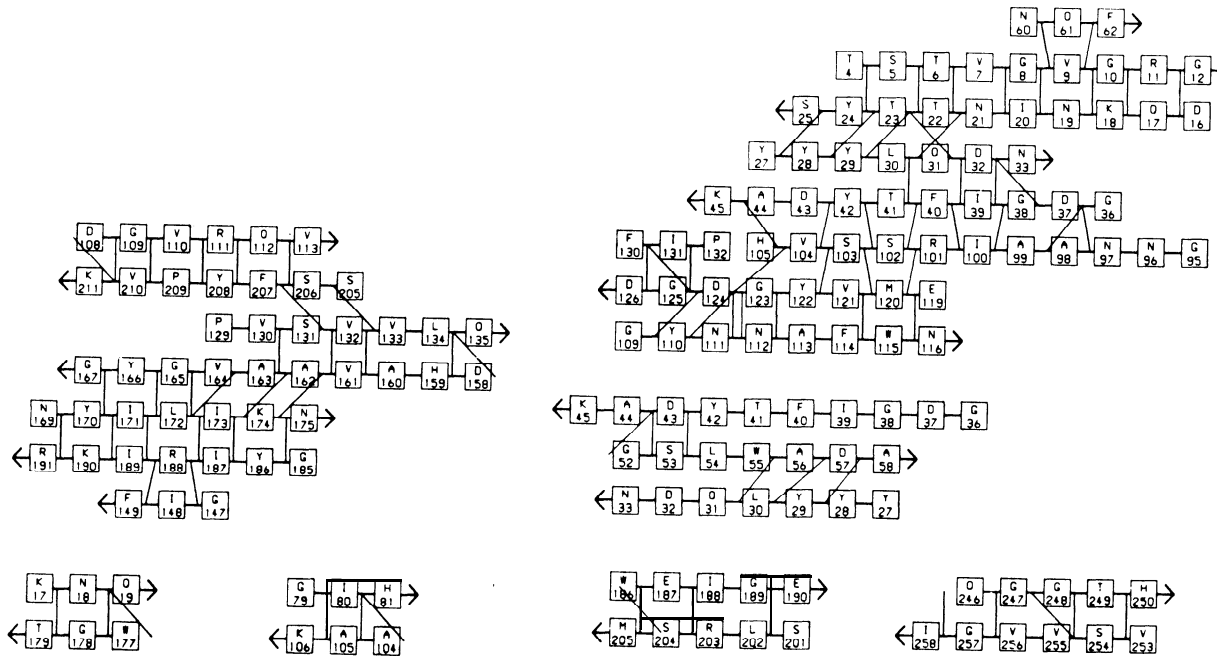 N 60 O 61 F 62
T 4 S 5 T 6 V 7 G 8 V 9 G 10 R 11 G 12
S 25 Y 24 T 23 T 22 N 21 I 20 N 19 K 18 Q 17 D 16
Y 27 Y 28 Y 29 L 30 Q 31 D 32 N 33
K 45 A 44 D 43 Y 42 T 41 F 40 I 39 G 38 D 37 G 36
D 108 G 109 V 110 R 111 Q 112 V 113
F 130 I 131 P 132 H 105 V 104 S 103 S 102 R 101 I 100 A 99 A 98 N 97 N 96 G 95
K 211 V 210 P 209 Y 208 F 207 S 206 S 205
D 126 G 125 D 124 G 123 Y 122 V 121 M 120 E 119
P 129 V 130 S 131 V 132 V 133 L 134 Q 135
G 109 Y 110 N 111 N 112 A 113 F 114 W 115 N 116
G 167 Y 166 G 165 V 164 A 163 A 162 V 161 A 160 H 159 D 158
N 169 Y 170 I 171 L 172 I 173 K 174 N 175
K 45 A 44 D 43 Y 42 T 41 F 40 I 39 G 38 D 37 G 36
R 191 K 190 I 189 R 188 I 187 Y 186 G 185
G 52 S 53 L 54 W 55 A 56 D 57 A 58
F 149 I 148 G 147
N 33 D 32 Q 31 L 30 Y 29 Y 28 Y 27
K 17 N 18 Q 19
G 79 I 80 H 81
W 186 E 187 I 188 G 189 E 190
Q 246 G 247 G 248 T 249 H 250
T 179 G 178 W 177
K 106 A 105 A 104
M 205 S 204 R 203 L 202 S 201
I 258 G 257 V 256 V 255 S 254 V 253